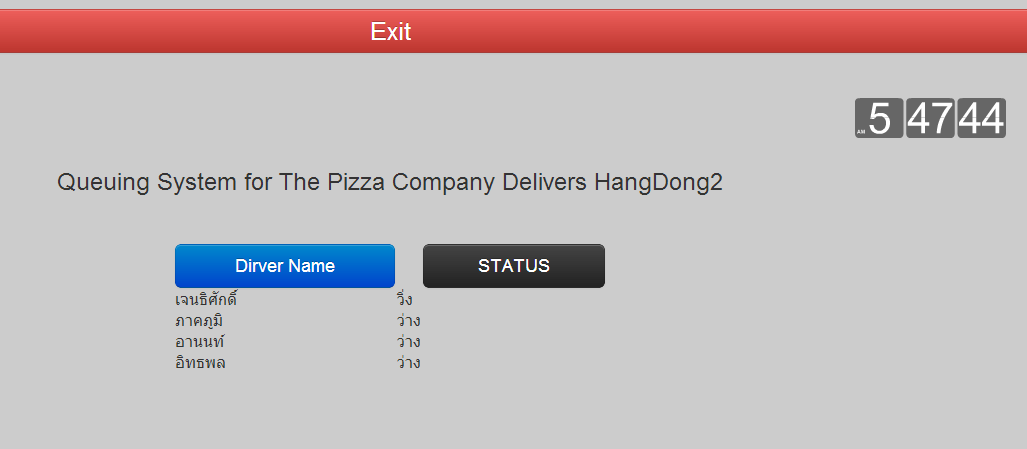 Exit
AM 5 47 44
Queuing System for The Pizza Company Delivers HangDong2
Dirver Name STATUS
เจนธิศักดิ์ วิ่ง
ภาคภูมิ ว่าง
อานนท์ ว่าง
อิทธพล ว่าง